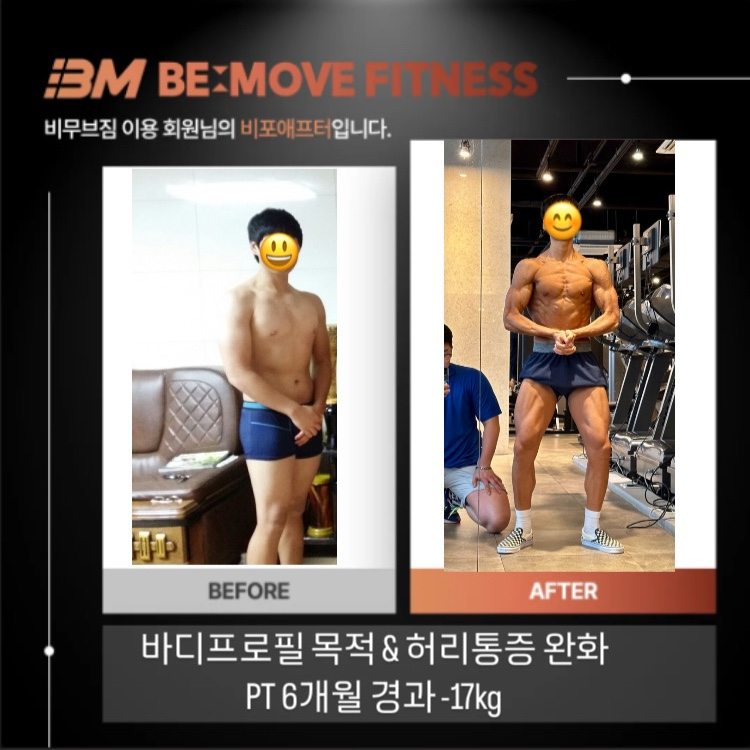 BM BE:MOVE FITNESS
비무브짐 이용 회원님의 비포애프터입니다.
BEFORE
AFTER
바디프로필 목적 & 허리통증 완화
PT 6개월 경과 -17kg